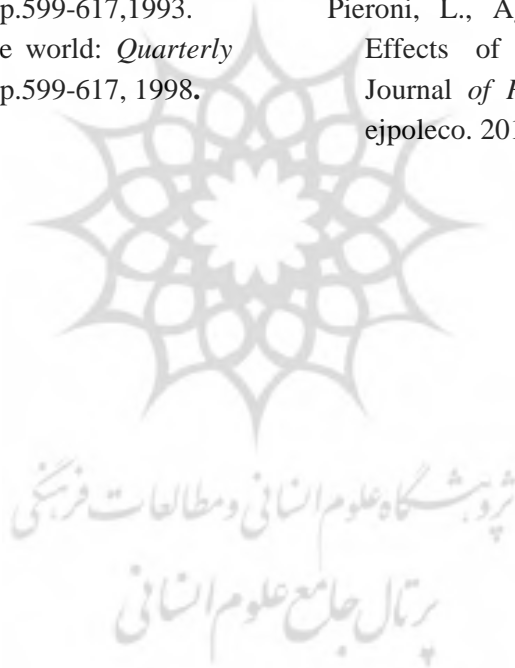 p.599-617,1993.
e world: Quarterly
p.599-617, 1998.
Pieroni, L., A
Effects of
Journal of
ejpoleco. 201
پژوهشگاه علوم انسانی و مطالعات فرهنگی
پرتال جامع علوم انسانی